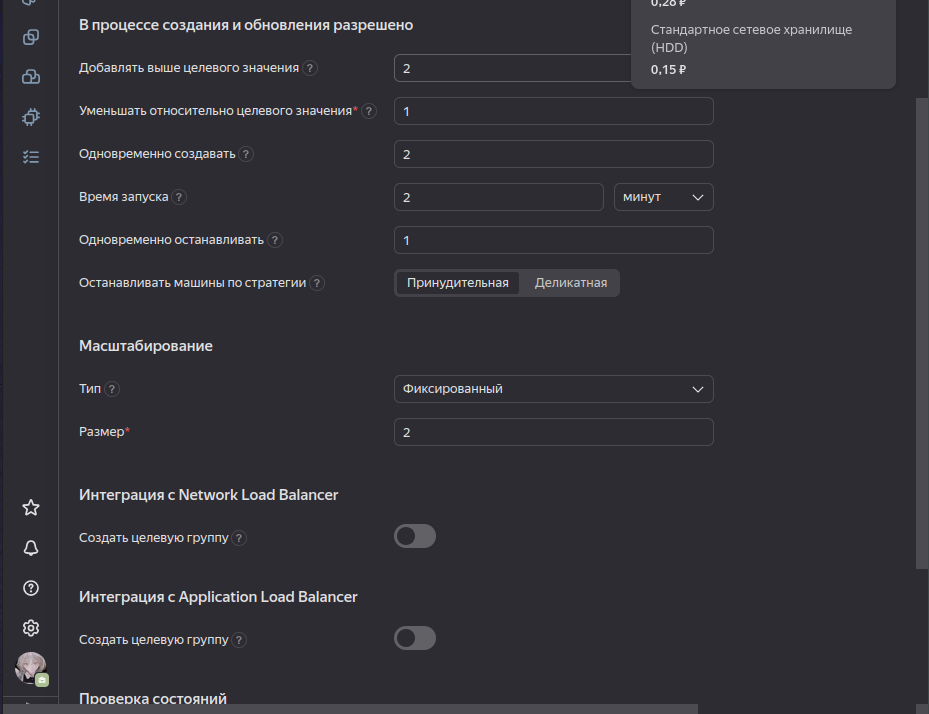 0,28 ₽
В процессе создания и обновления разрешено
Стандартное сетевое хранилище
(HDD)
0,15 ₽
Добавлять выше целевого значения ?
2
Уменьшать относительно целевого значения* ?
1
Одновременно создавать ?
2
Время запуска ?
2
минут
Одновременно останавливать ?
1
Останавливать машины по стратегии ?
Принудительная
Деликатная
Масштабирование
Тип ?
Фиксированный
Размер*
2
Интеграция с Network Load Balancer
Создать целевую группу ?
Интеграция с Application Load Balancer
Создать целевую группу ?
Проверка состояний